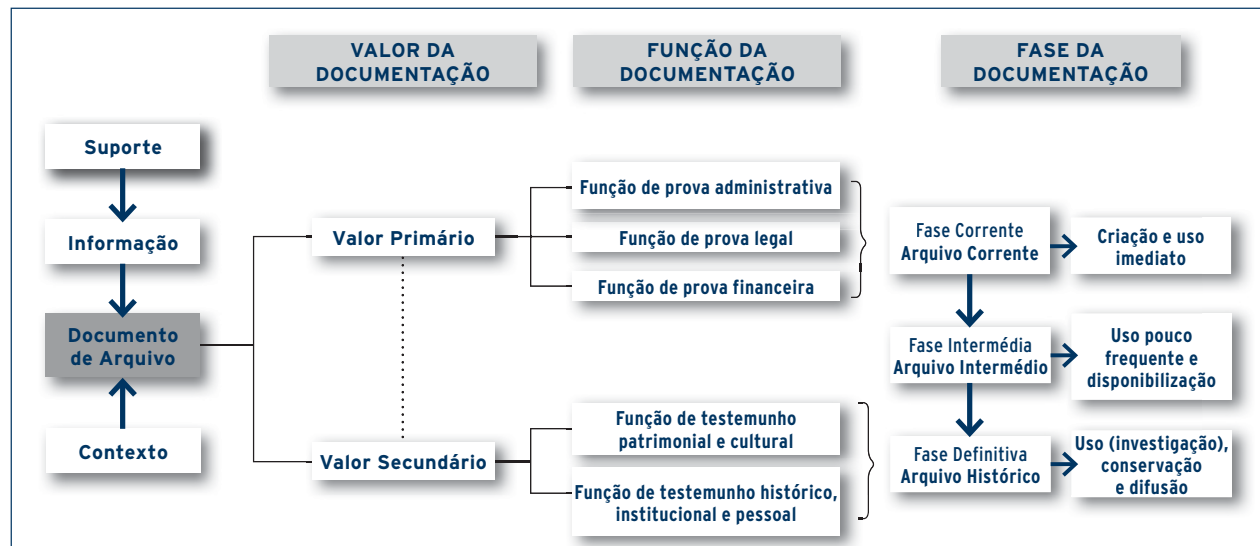 VALOR DA
DOCUMENTAÇÃO
FUNÇÃO DA
DOCUMENTAÇÃO
FASE DA
DOCUMENTAÇÃO
Suporte
Informação
Documento
de Arquivo
Contexto
Valor Primário
Valor Secundário
Função de prova administrativa
Função de prova legal
Função de prova financeira
Função de testemunho
patrimonial e cultural
Função de testemunho histórico,
institucional e pessoal
Fase Corrente
Arquivo Corrente
Criação e uso
imediato
Fase Intermédia
Arquivo Intermédio
Uso pouco
frequente e
disponibilização
Fase Definitiva
Arquivo Histórico
Uso (investigação),
conservação
e difusão